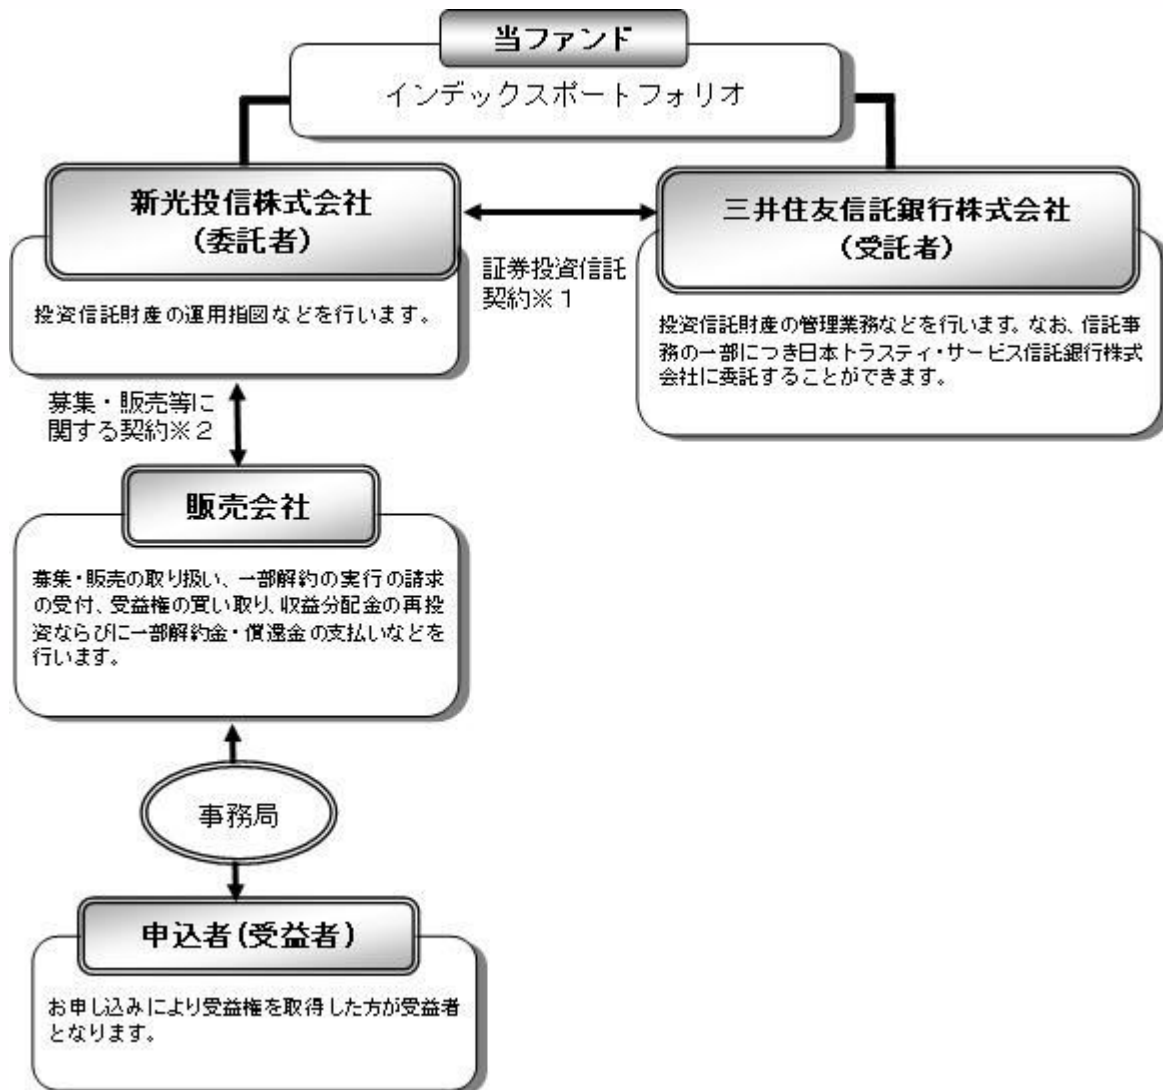 当ファンド
インデックスポートフォリオ
新光投信株式会社
(委託者)
三井住友信託銀行株式会社
(受託者)
証券投資信託
契約※1
投資信託財産の運用指図などを行います。
投資信託財産の管理業務などを行います。なお、信託事
務の一部につき日本トラスティ・サービス信託銀行株式
会社に委託することができます。
募集・販売等に
関する契約※2
販売会社
募集・販売の取り扱い、一部解約の実行の請求
の受付、受益権の買い取り、収益分配金の再投
資ならびに一部解約金・償還金の支払いなどを
行います。
事務局
申込者(受益者)
お申し込みにより受益権を取得した方が受益者
となります。